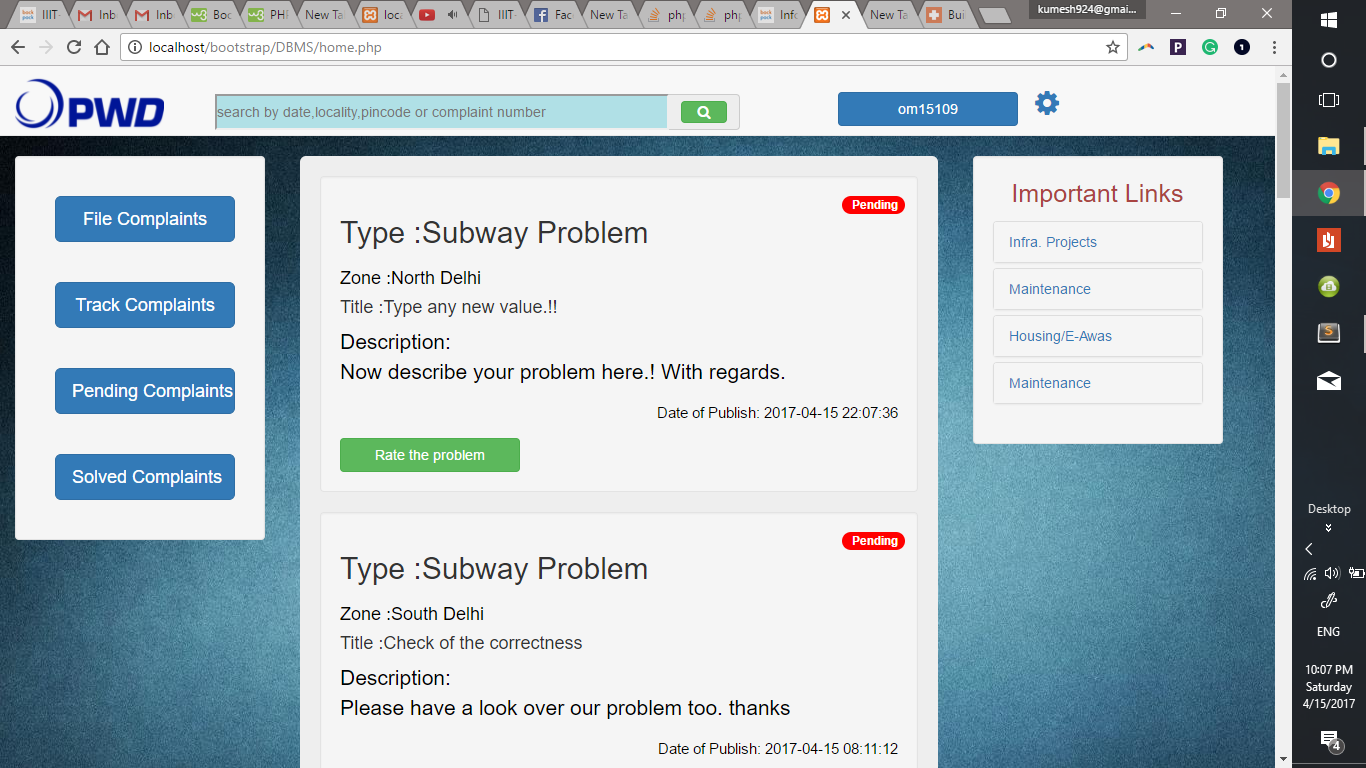 IIIT-
Inb
Inb
Boo
PHP
New Ta
loca
IIIT-
Fac
New Ta
php
php
Info
New Ta
Bui
kumesh924@gmai...
localhost/bootstrap/DBMS/home.php
PWD
search by date,locality,pincode or complaint number
om15109
File Complaints
Track Complaints
Pending Complaints
Solved Complaints
Pending
Type :Subway Problem
Zone :North Delhi
Title :Type any new value.!!
Description:
Now describe your problem here.! With regards.
Date of Publish: 2017-04-15 22:07:36
Rate the problem
Pending
Type :Subway Problem
Zone :South Delhi
Title :Check of the correctness
Description:
Please have a look over our problem too. thanks
Date of Publish: 2017-04-15 08:11:12
Important Links
Infra. Projects
Maintenance
Housing/E-Awas
Maintenance
Desktop
ENG
10:07 PM
Saturday
4/15/2017
4